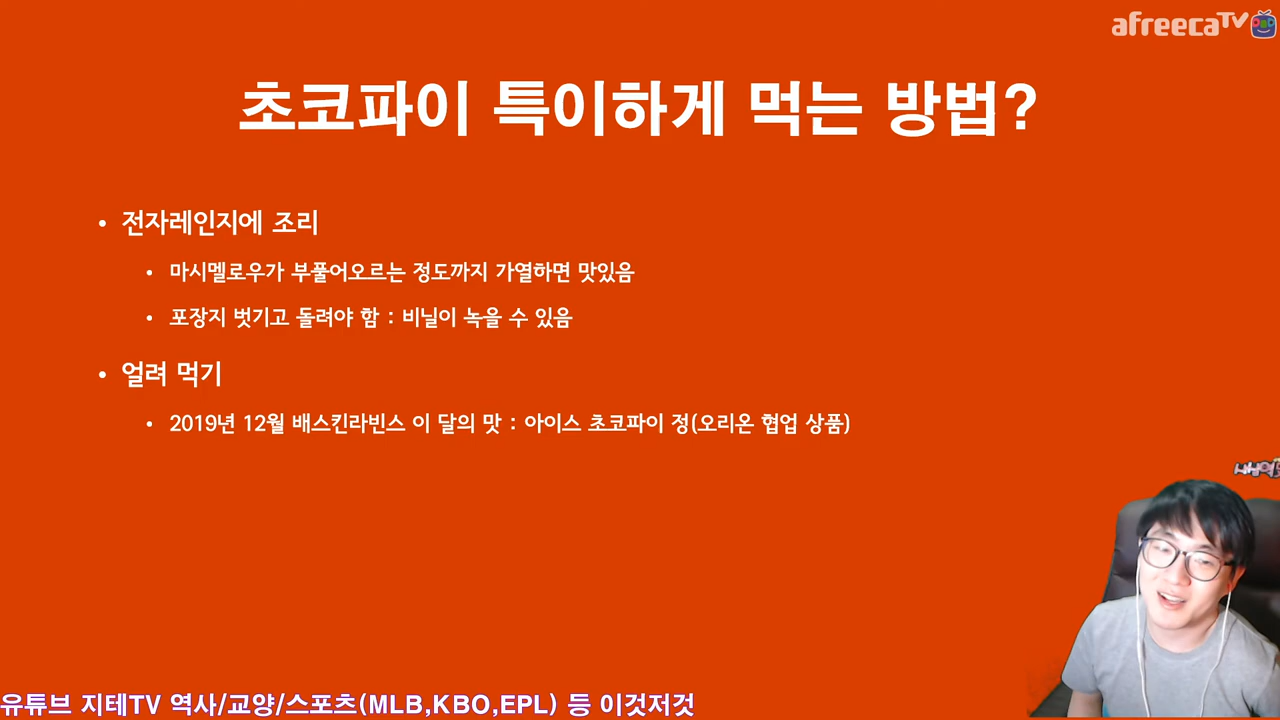 afreecaTV
초코파이 특이하게 먹는 방법?
• 전자레인지에 조리
• 마시멜로우가 부풀어오르는 정도까지 가열하면 맛있음
• 포장지 벗기고 돌려야 함 : 비닐이 녹을 수 있음
• 얼려 먹기
• 2019년 12월 배스킨라빈스 이 달의 맛 : 아이스 초코파이 정(오리온 협업 상품)
유튜브 지테TV 역사/교양/스포츠(MLB,KBO,EPL) 등 이것저것